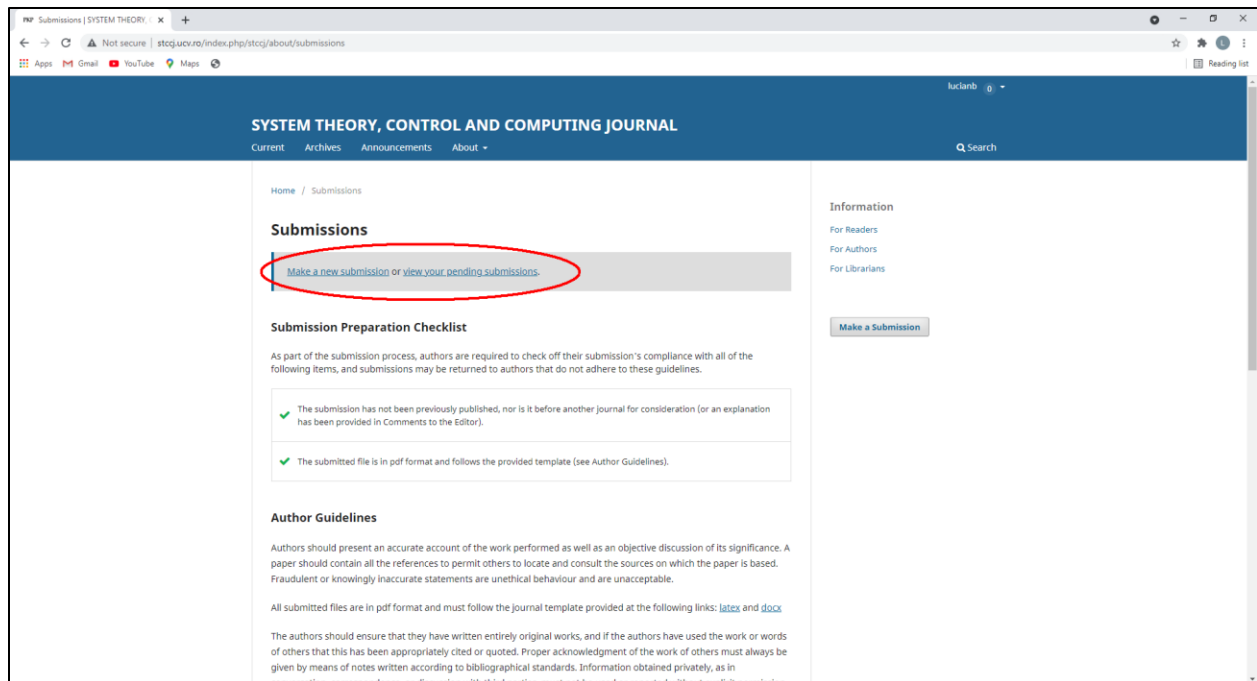 PKP Submissions | SYSTEM THEORY, C
Not secure | stccj.ucv.ro/index.php/stccj/about/submissions
Apps Gmail YouTube Maps Reading list
lucianb 0
SYSTEM THEORY, CONTROL AND COMPUTING JOURNAL
Current Archives Announcements About Search
Home / Submissions
Submissions
Make a new submission or view your pending submissions.
Submission Preparation Checklist
As part of the submission process, authors are required to check off their submission's compliance with all of the
following items, and submissions may be returned to authors that do not adhere to these guidelines.
The submission has not been previously published, nor is it before another journal for consideration (or an explanation
has been provided in Comments to the Editor).
The submitted file is in pdf format and follows the provided template (see Author Guidelines).
Author Guidelines
Authors should present an accurate account of the work performed as well as an objective discussion of its significance. A
paper should contain all the references to permit others to locate and consult the sources on which the paper is based.
Fraudulent or knowingly inaccurate statements are unethical behaviour and are unacceptable.
All submitted files are in pdf format and must follow the journal template provided at the following links: latex and docx
The authors should ensure that they have written entirely original works, and if the authors have used the work or words
of others that this has been appropriately cited or quoted. Proper acknowledgment of the work of others must always be
given by means of notes written according to bibliographical standards. Information obtained privately, as in
Information
For Readers
For Authors
For Librarians
Make a Submission